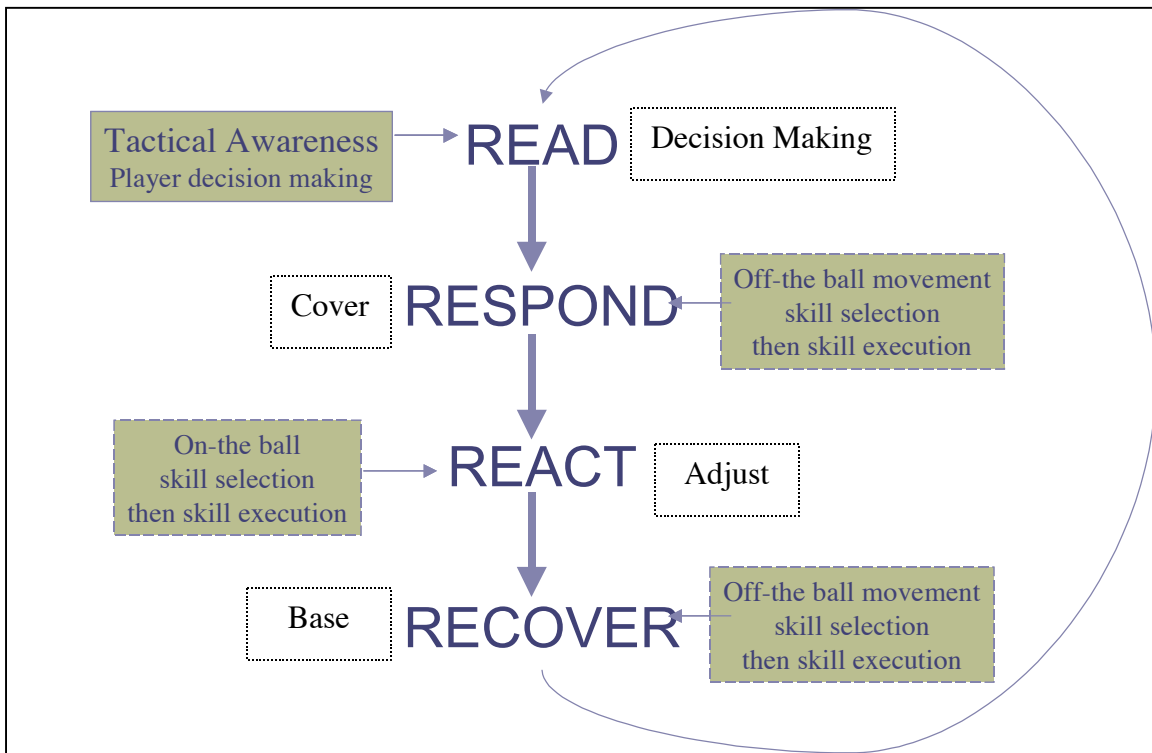 Tactical Awareness
Player decision making
READ
Decision Making
Cover
RESPOND
Off-the ball movement
skill selection
then skill execution
On-the ball
skill selection
then skill execution
REACT
Adjust
Base
RECOVER
Off-the ball movement
skill selection
then skill execution